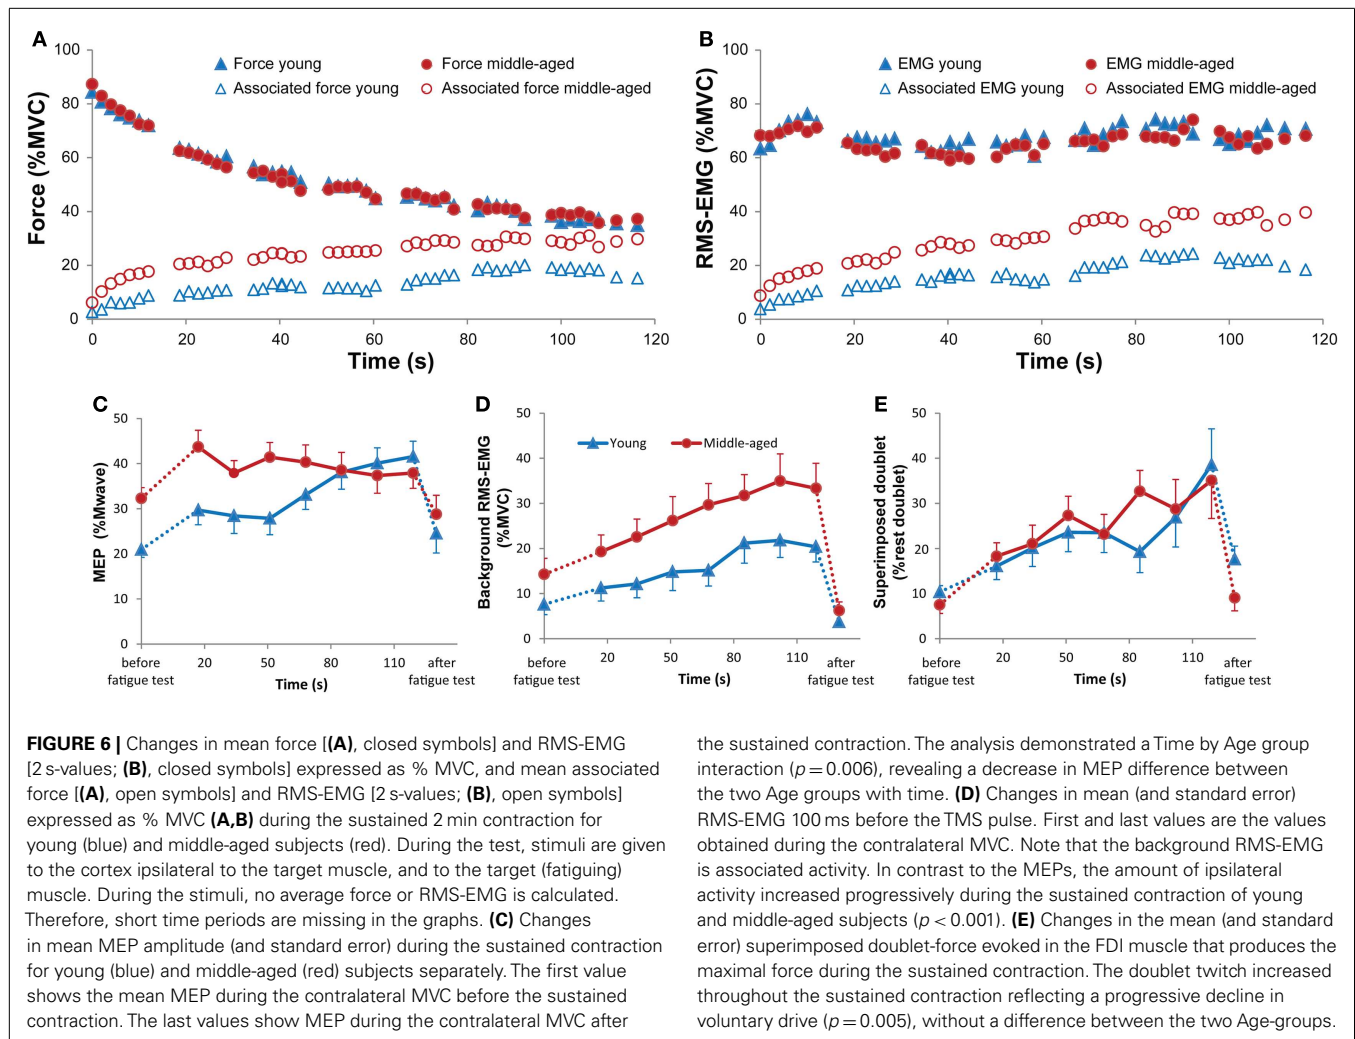 A
100
80
60
40
20
0
Force (%MVC)
Force young
Force middle-aged
Associated force young
Associated force middle-aged
0 20 40 60 80 100 120
Time (s)
B
100
80
60
40
20
0
RMS-EMG (%MVC)
EMG young
EMG middle-aged
Associated EMG young
Associated EMG middle-aged
0 20 40 60 80 100 120
Time (s)
C
50
40
30
20
10
0
MEP (%Mwave)
before 20 50 80 110 after
fatigue test fatigue test
Time (s)
D
50
40
30
20
10
0
Background RMS-EMG
(%MVC)
Young Middle-aged
before 20 50 80 110 after
fatigue test fatigue test
Time (s)
E
50
40
30
20
10
0
Superimposed doublet
(%rest doublet)
before 20 50 80 110 after
fatigue test fatigue test
Time (s)
FIGURE 6 | Changes in mean force [(A), closed symbols] and RMS-EMG
[2 s-values; (B), closed symbols] expressed as % MVC, and mean associated
force [(A), open symbols] and RMS-EMG [2 s-values; (B), open symbols]
expressed as % MVC (A,B) during the sustained 2 min contraction for
young (blue) and middle-aged subjects (red). During the test, stimuli are given
to the cortex ipsilateral to the target muscle, and to the target (fatiguing)
muscle. During the stimuli, no average force or RMS-EMG is calculated.
Therefore, short time periods are missing in the graphs. (C) Changes
in mean MEP amplitude (and standard error) during the sustained contraction
for young (blue) and middle-aged (red) subjects separately. The first value
shows the mean MEP during the contralateral MVC before the sustained
contraction. The last values show MEP during the contralateral MVC after
the sustained contraction. The analysis demonstrated a Time by Age group
interaction (p = 0.006), revealing a decrease in MEP difference between
the two Age groups with time. (D) Changes in mean (and standard error)
RMS-EMG 100 ms before the TMS pulse. First and last values are the values
obtained during the contralateral MVC. Note that the background RMS-EMG
is associated activity. In contrast to the MEPs, the amount of ipsilateral
activity increased progressively during the sustained contraction of young
and middle-aged subjects (p < 0.001). (E) Changes in the mean (and standard
error) superimposed doublet-force evoked in the FDI muscle that produces the
maximal force during the sustained contraction. The doublet twitch increased
throughout the sustained contraction reflecting a progressive decline in
voluntary drive (p = 0.005), without a difference between the two Age-groups.